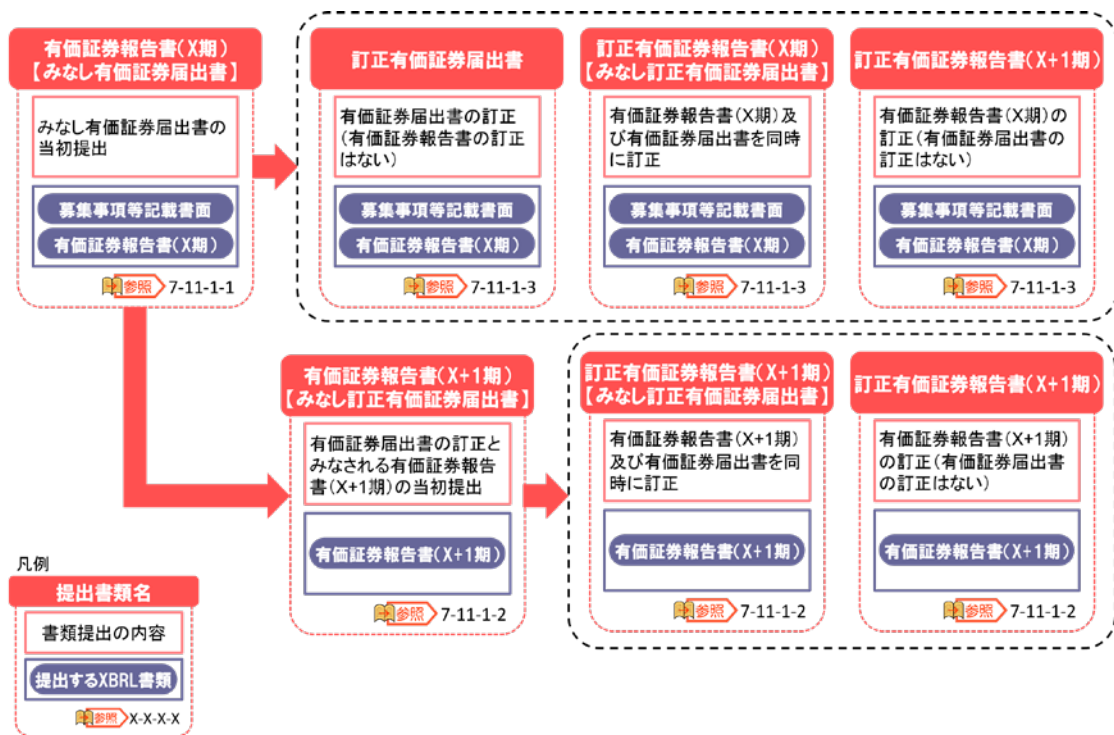 有価証券報告書(X期)
【みなし有価証券届出書】
みなし有価証券届出書の
当初提出
募集事項等記載書面
有価証券報告書(X期)
参照 7-11-1-1
訂正有価証券届出書
有価証券届出書の訂正
(有価証券報告書の訂正
はない)
募集事項等記載書面
有価証券報告書(X期)
参照 7-11-1-3
訂正有価証券報告書(X期)
【みなし訂正有価証券届出書】
有価証券報告書(X期)及
び有価証券届出書を同時
に訂正
募集事項等記載書面
有価証券報告書(X期)
参照 7-11-1-3
訂正有価証券報告書(X+1期)
有価証券報告書(X期)の
訂正(有価証券届出書の
訂正はない)
募集事項等記載書面
有価証券報告書(X期)
参照 7-11-1-3
有価証券報告書(X+1期)
【みなし訂正有価証券届出書】
有価証券届出書の訂正と
みなされる有価証券報告
書(X+1期)の当初提出
有価証券報告書(X+1期)
参照 7-11-1-2
訂正有価証券報告書(X+1期)
【みなし訂正有価証券届出書】
有価証券報告書(X+1期)
及び有価証券届出書を同
時に訂正
有価証券報告書(X+1期)
参照 7-11-1-2
訂正有価証券報告書(X+1期)
有価証券報告書(X+1期)
の訂正(有価証券届出書
の訂正はない)
有価証券報告書(X+1期)
参照 7-11-1-2
凡例
提出書類名
書類提出の内容
提出するXBRL書類
参照 X-X-X-X